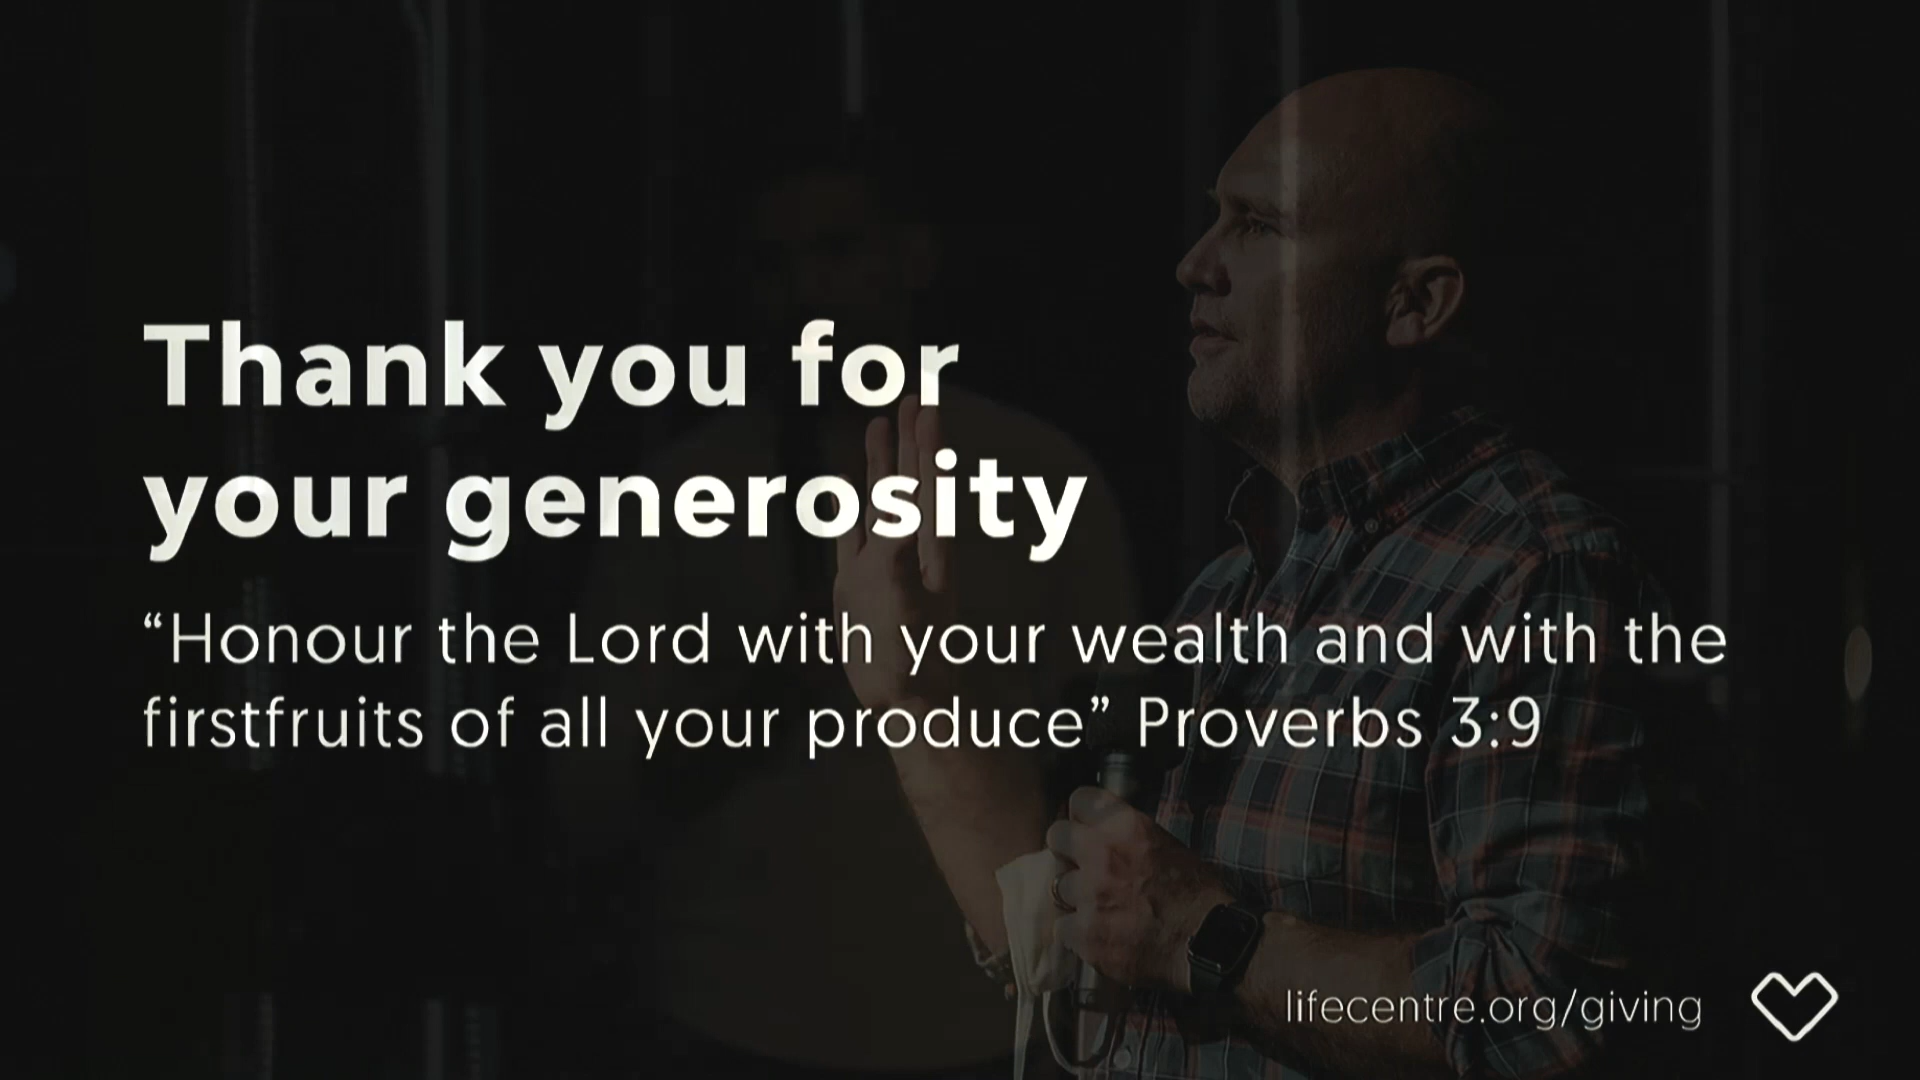 Thank you for
your generosity
“Honour the Lord with your wealth and with the
firstfruits of all your produce” Proverbs 3:9
lifecentre.org/giving